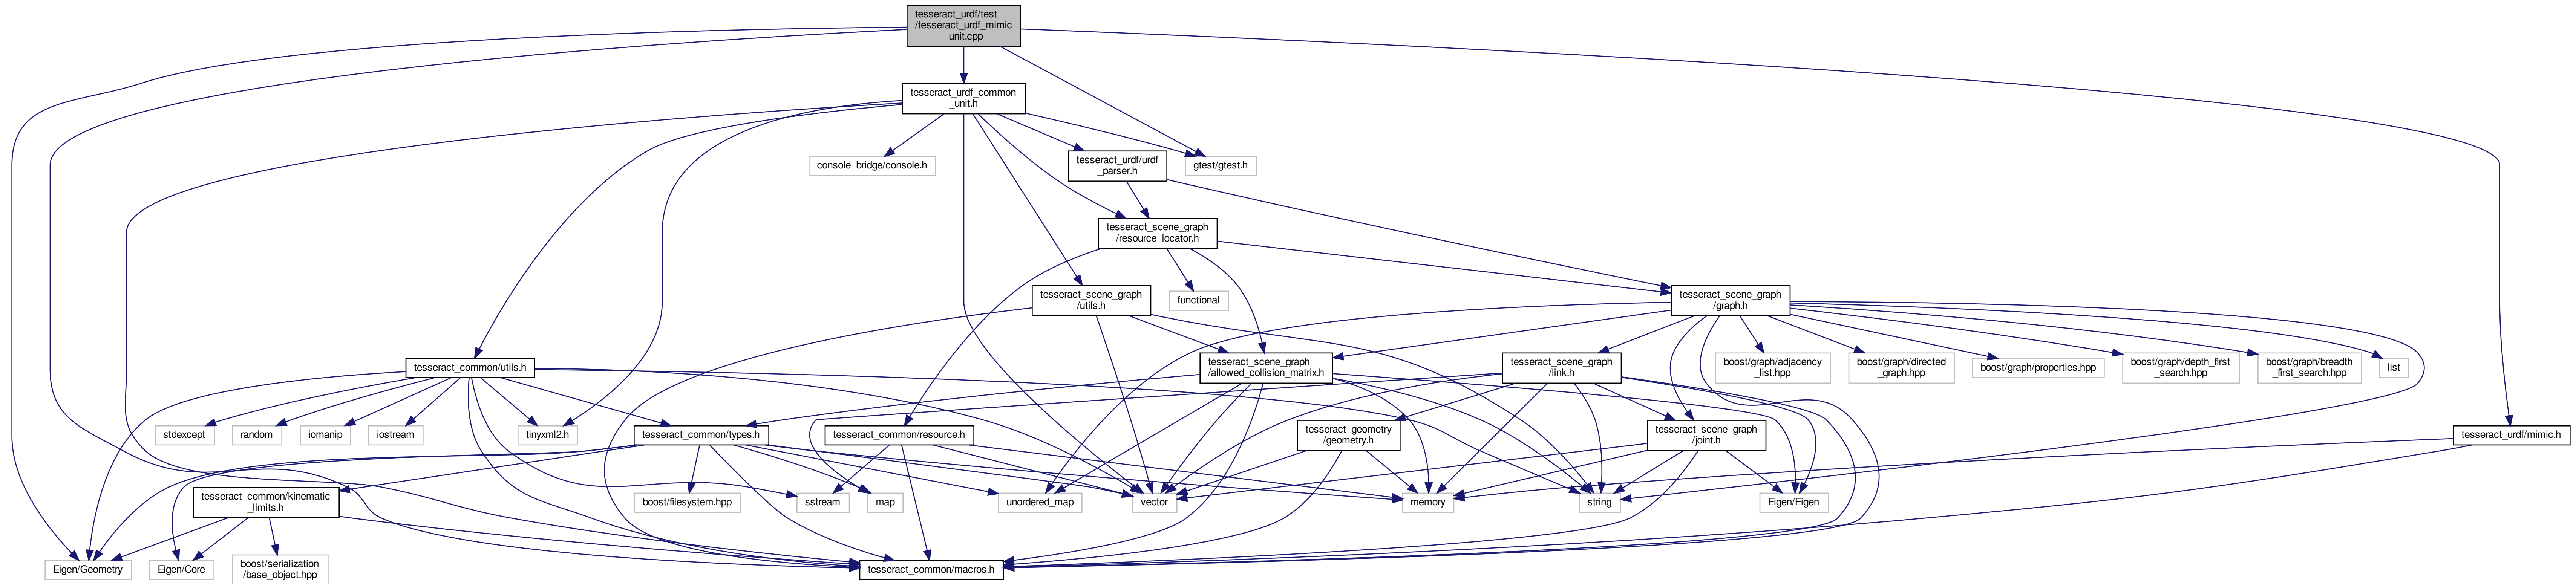 tesseract_urdf/test
/tesseract_urdf_mimic
_unit.cpp
tesseract_urdf_common
_unit.h
console_bridge/console.h
tesseract_urdf/urdf
_parser.h
gtest/gtest.h
tesseract_scene_graph
/resource_locator.h
tesseract_scene_graph
/utils.h
functional
tesseract_scene_graph
/graph.h
tesseract_common/utils.h
tesseract_scene_graph
/allowed_collision_matrix.h
tesseract_scene_graph
/link.h
boost/graph/adjacency
_list.hpp
boost/graph/directed
_graph.hpp
boost/graph/properties.hpp
boost/graph/depth_first
_search.hpp
boost/graph/breadth
_first_search.hpp
list
stdexcept
random
iomanip
iostream
tinyxml2.h
tesseract_common/types.h
tesseract_common/resource.h
tesseract_geometry
/geometry.h
tesseract_scene_graph
/joint.h
tesseract_urdf/mimic.h
tesseract_common/kinematic
_limits.h
boost/filesystem.hpp
sstream
map
unordered_map
vector
memory
string
Eigen/Eigen
Eigen/Geometry
Eigen/Core
boost/serialization
/base_object.hpp
tesseract_common/macros.h